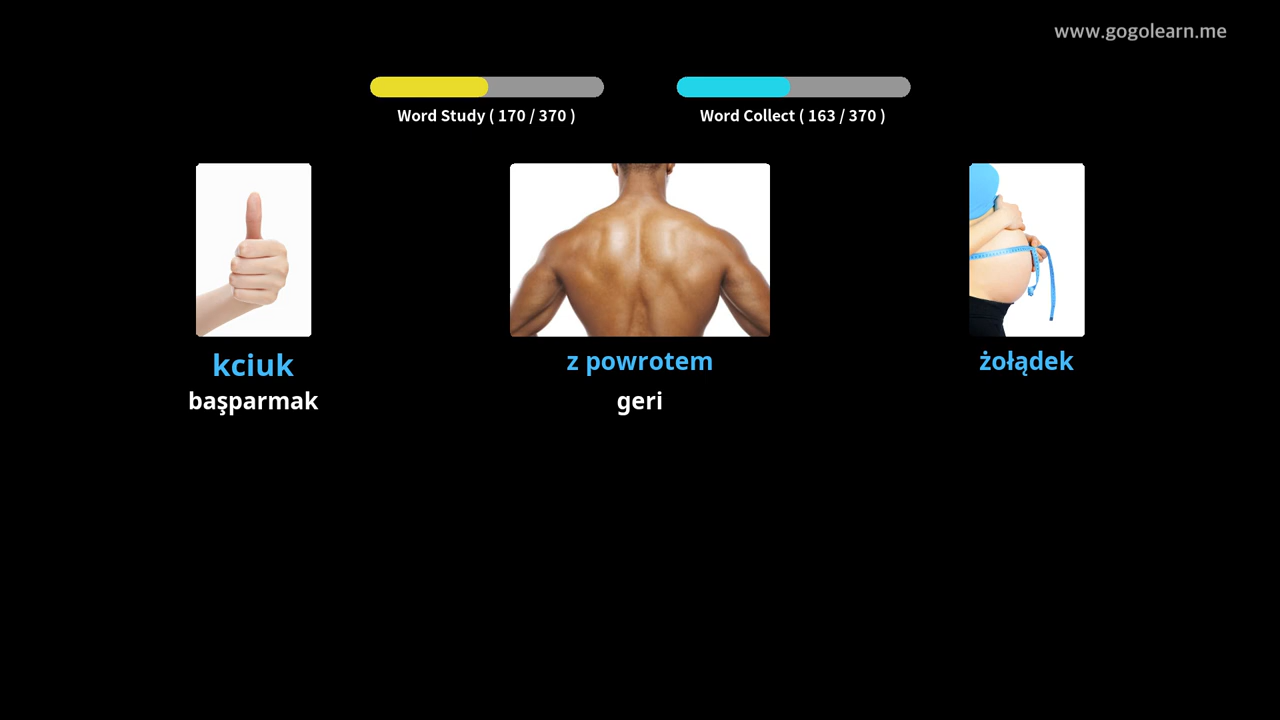 www.gogolearn.me
Word Study ( 170 / 370 )
Word Collect ( 163 / 370 )
kciuk
z powrotem
żołądek
başparmak
geri